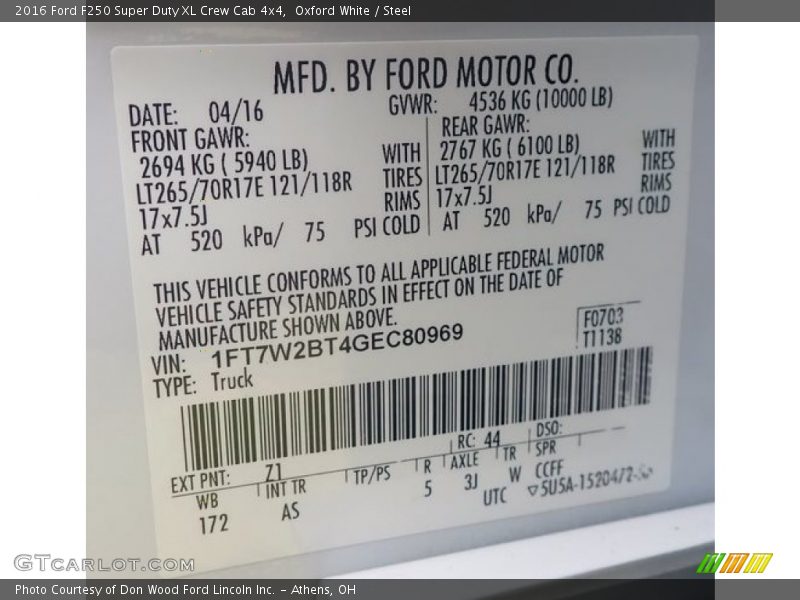 2016 Ford F250 Super Duty XL Crew Cab 4x4, Oxford White / Steel
MFD. BY FORD MOTOR CO.
DATE: 04/16 GVWR: 4536 KG (10000 LB)
FRONT GAWR: REAR GAWR:
2694 KG ( 5940 LB) WITH 2767 KG ( 6100 LB) WITH
LT265/70R17E 121/118R TIRES LT265/70R17E 121/118R TIRES
17x7.5J RIMS 17x7.5J RIMS
AT 520 kPa/ 75 PSI COLD AT 520 kPa/ 75 PSI COLD
THIS VEHICLE CONFORMS TO ALL APPLICABLE FEDERAL MOTOR
VEHICLE SAFETY STANDARDS IN EFFECT ON THE DATE OF
MANUFACTURE SHOWN ABOVE.
VIN: 1FT7W2BT4GEC80969
F0703
T1138
TYPE: Truck
EXT PNT: Z1 RC: 44 DSO:
WB INT TR TP/PS R AXLE TR SPR
172 AS 5 3J W CCFF
UTC ▽5U5A-1520472-
GTCarLot.com
Photo Courtesy of Don Wood Ford Lincoln Inc. – Athens, OH